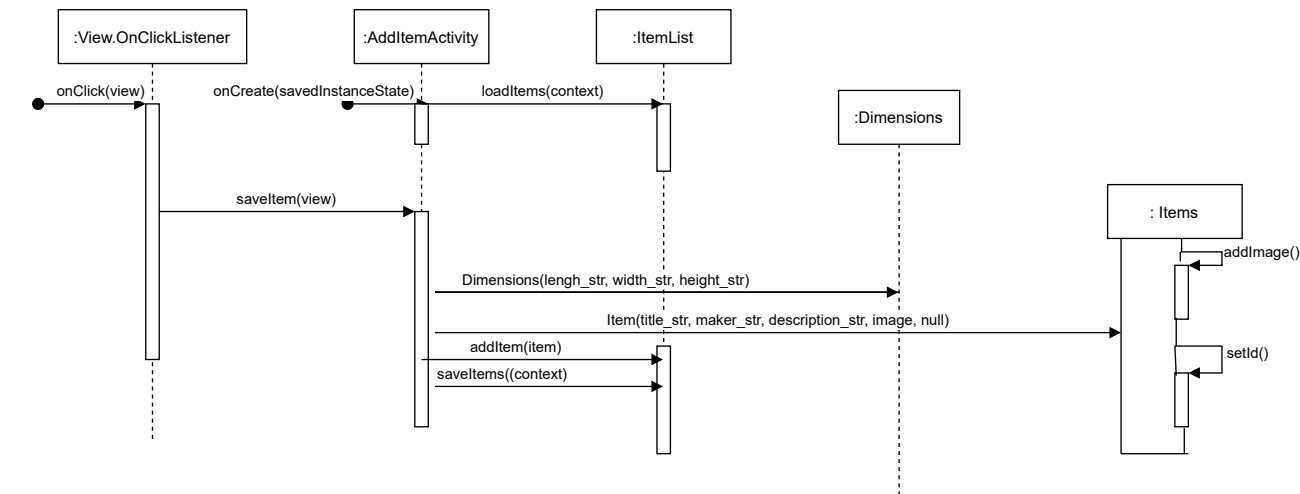 :View.OnClickListener
:AddItemActivity
:ItemList
onClick(view)
onCreate(savedInstanceState)
loadItems(context)
:Dimensions
saveItem(view)
: Items
addImage()
Dimensions(lengh_str, width_str, height_str)
Item(title_str, maker_str, description_str, image, null)
addItem(item)
setId()
saveItems((context)